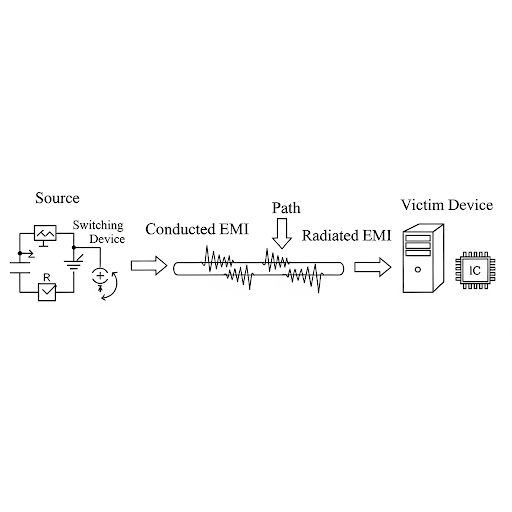 Source
Switching
Device
R
Conducted EMI
Path
Radiated EMI
Victim Device
IC